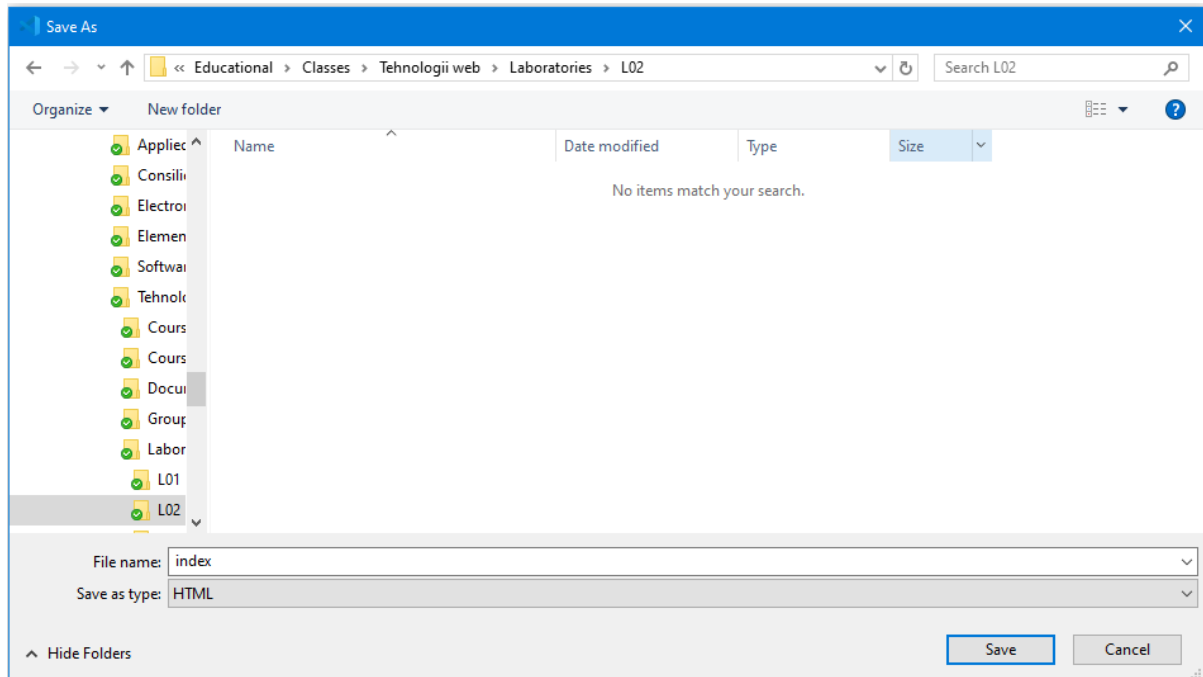 Save As
« Educational > Classes > Tehnologii web > Laboratories > L02
Search L02
Organize
New folder
?
Name
Date modified
Type
Size
No items match your search.
Applied
Consili
Electro
Elemen
Softwa
Tehnol
Cours
Cours
Docu
Group
Labor
L01
L02
File name: index
Save as type: HTML
Hide Folders
Save
Cancel